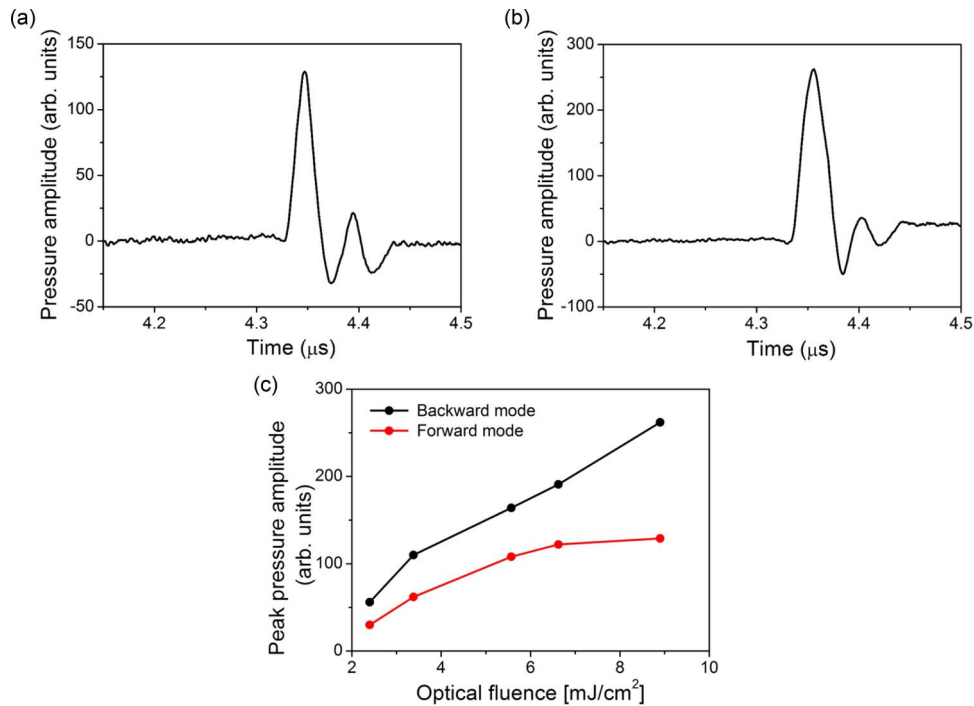 (a)
150
100
50
0
-50
Pressure amplitude (arb. units)
4.2 4.3 4.4 4.5
Time (μs)
(b)
300
200
100
0
-100
Pressure amplitude (arb. units)
4.2 4.3 4.4 4.5
Time (μs)
(c)
300
200
100
0
Peak pressure amplitude
(arb. units)
Backward mode
Forward mode
2 4 6 8 10
Optical fluence [mJ/cm²]